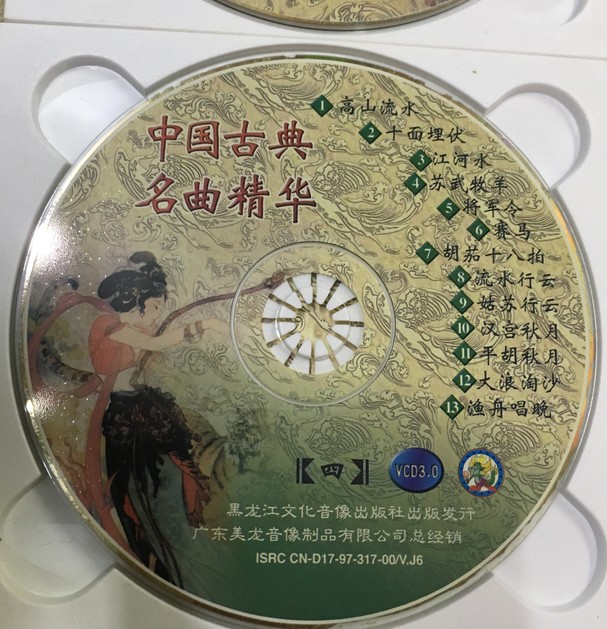 中国古典
名曲精华
1 高山流水
2 十面埋伏
3 江河水
4 苏武牧羊
5 将军令
6 赛马
7 胡茄十八拍
8 流水行云
9 姑苏行云
10 汉宫秋月
11 平胡秋月
12 大浪淘沙
13 渔舟唱晚
【四】
VCD3.0
黑龙江文化音像出版社出版发行
广东美龙音像制品有限公司总经销
ISRC CN-D17-97-317-00/V.J6